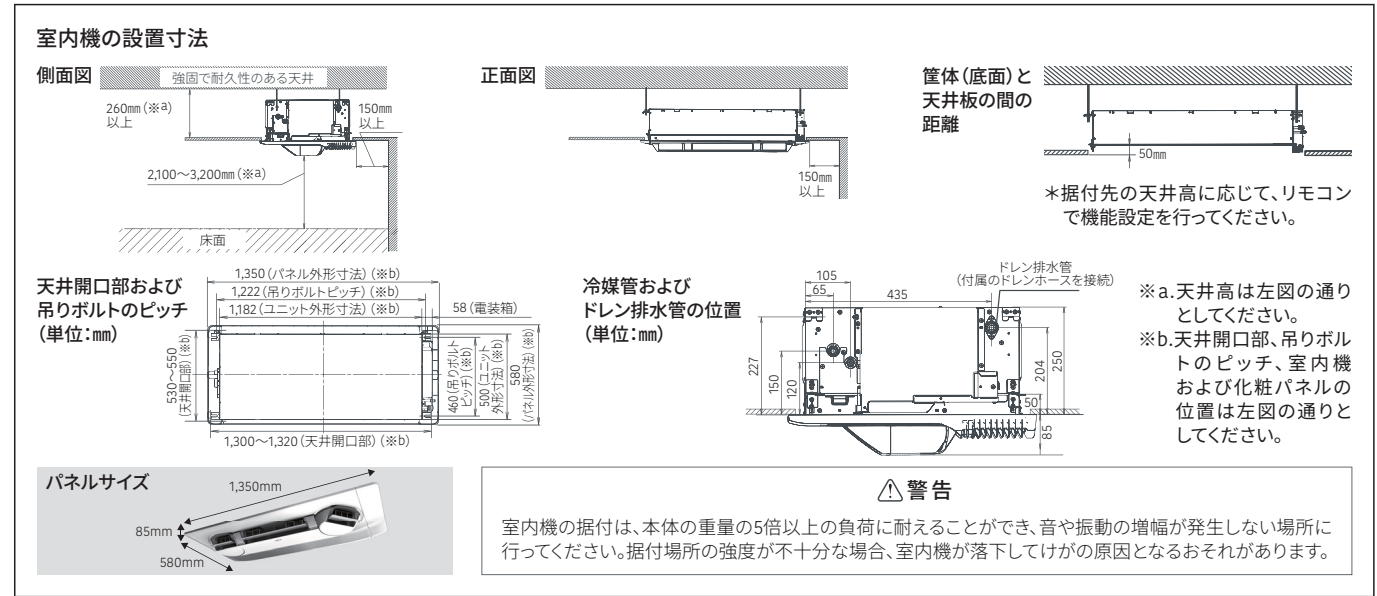 室内機の設置寸法
側面図
強固で耐久性のある天井
260mm(※a)
以上
150mm
以上
2,100～3,200mm(※a)
床面
正面図
150mm
以上
筐体(底面)と
天井板の間の
距離
50mm
＊据付先の天井高に応じて、リモコン
で機能設定を行ってください。
天井開口部および
吊りボルトのピッチ
(単位:mm)
1,350(パネル外形寸法)(※b)
1,222(吊りボルトピッチ)(※b)
1,182(ユニット外形寸法)(※b)
58(電装箱)
530～550
(天井開口部)(※b)
460(吊りボルト
ピッチ)(※b)
500(ユニット
外形寸法)(※b)
580
(パネル外形寸法)(※b)
1,300～1,320(天井開口部)(※b)
冷媒管および
ドレン排水管の位置
(単位:mm)
ドレン排水管
(付属のドレンホースを接続)
105
65
435
227
150
120
204
250
50
85
※a.天井高は左図の通り
としてください。
※b.天井開口部、吊りボル
トのピッチ、室内機
および化粧パネルの
位置は左図の通りと
してください。
パネルサイズ
1,350mm
85mm
580mm
警告
室内機の据付は、本体の重量の5倍以上の負荷に耐えることができ、音や振動の増幅が発生しない場所に
行ってください。据付場所の強度が不十分な場合、室内機が落下してけがの原因となるおそれがあります。